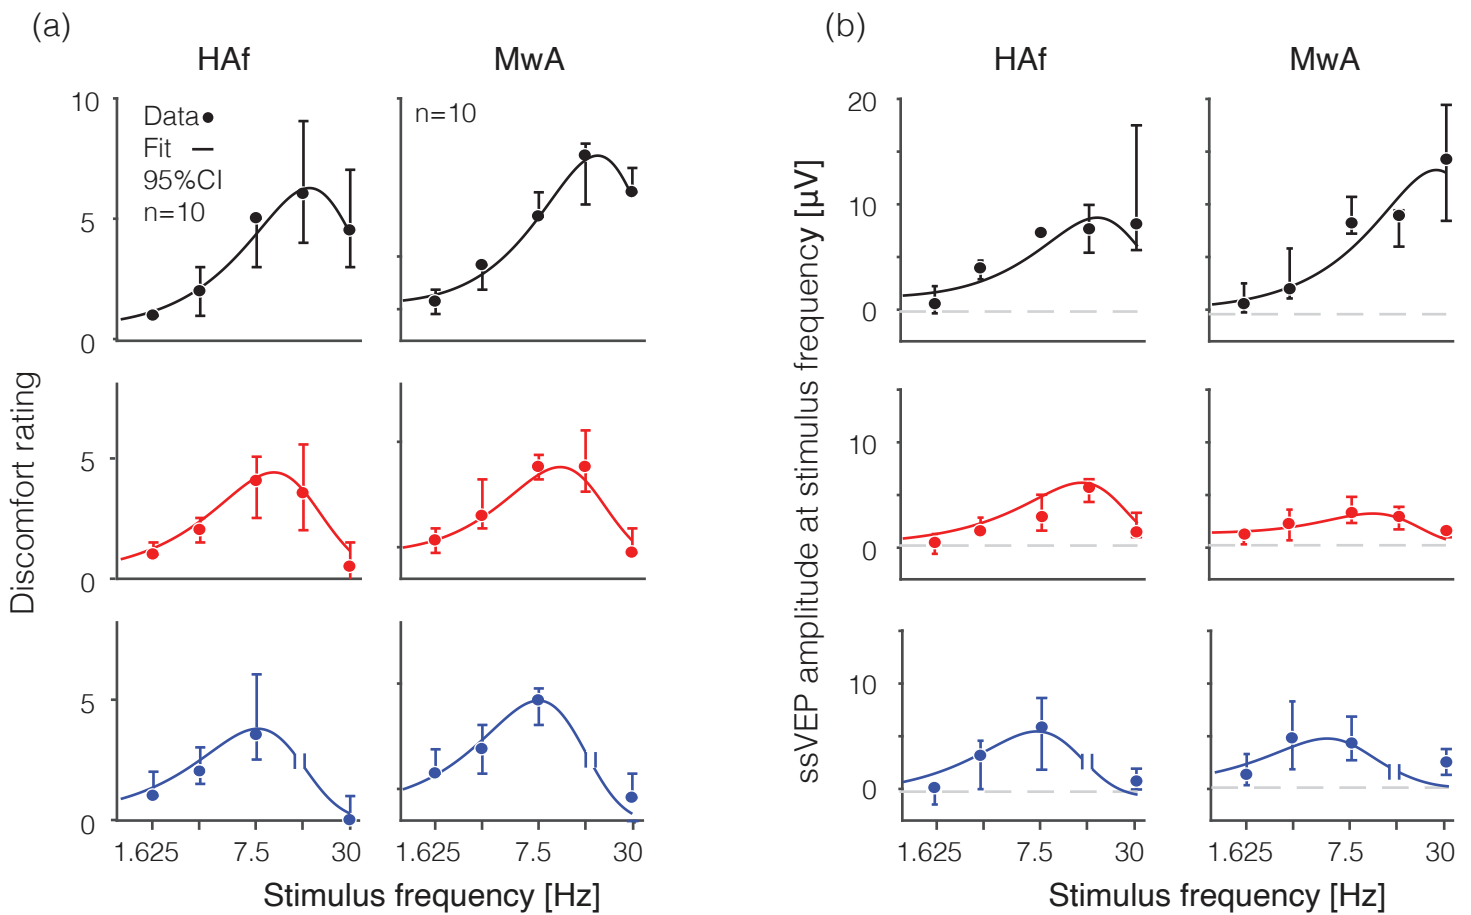 (a)
HAf
MwA
10
5
0
Data
Fit
95%CI
n=10
n=10
5
0
5
0
Discomfort rating
1.625
7.5
30
1.625
7.5
30
Stimulus frequency [Hz]
(b)
HAf
MwA
20
10
0
10
0
10
0
ssVEP amplitude at stimulus frequency [µV]
1.625
7.5
30
1.625
7.5
30
Stimulus frequency [Hz]